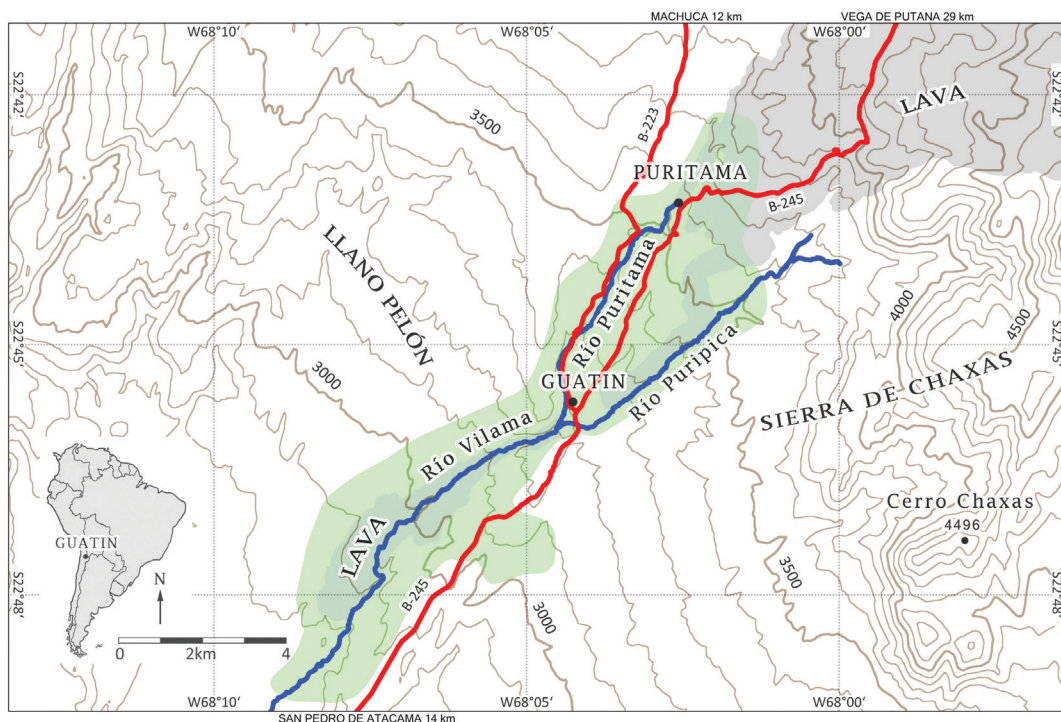 MACHUCA 12 km
VEGA DE PUTANA 29 km
W68°10'
W68°05'
W68°00'
S22°42'
S22°42'
LAVA
3500
B-223
PURITAMA
B-245
LLANO PELÓN
Río Puritama
4000
4500
S22°45'
S22°45'
3000
GUATIN
Río Puripica
SIERRA DE CHAXAS
Río Vilama
Cerro Chaxas
4496
GUATIN
LAVA
N
B-245
3500
3000
S22°48'
S22°48'
0 2km 4
W68°10'
W68°05'
W68°00'
SAN PEDRO DE ATACAMA 14 km